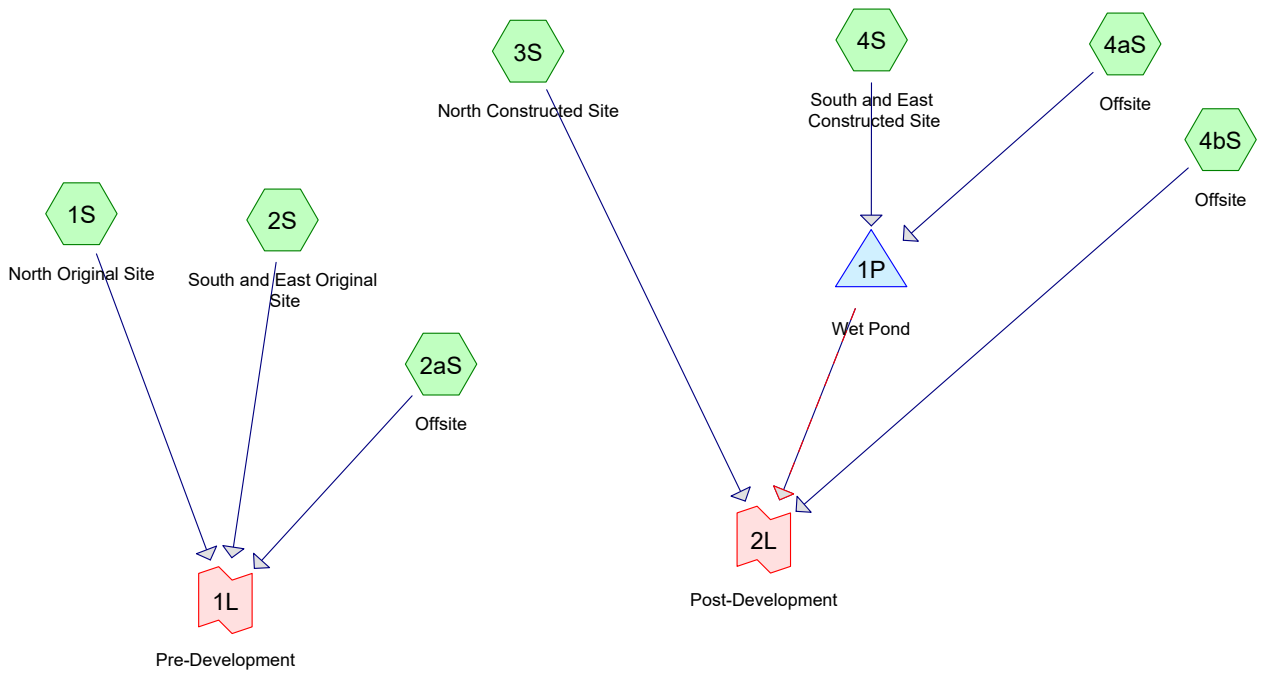 1S
North Original Site
2S
South and East Original
Site
2aS
Offsite
1L
Pre-Development
3S
North Constructed Site
4S
South and East
Constructed Site
4aS
Offsite
4bS
Offsite
1P
Wet Pond
2L
Post-Development